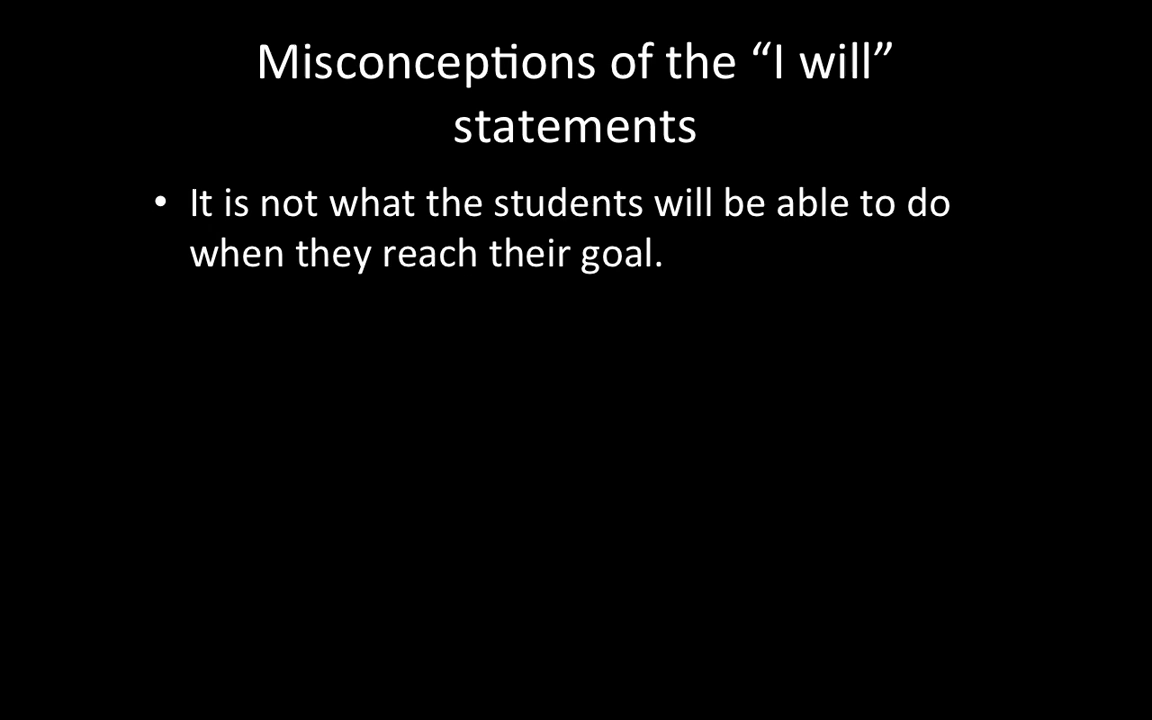 Misconceptions of the “I will”
statements
• It is not what the students will be able to do
when they reach their goal.